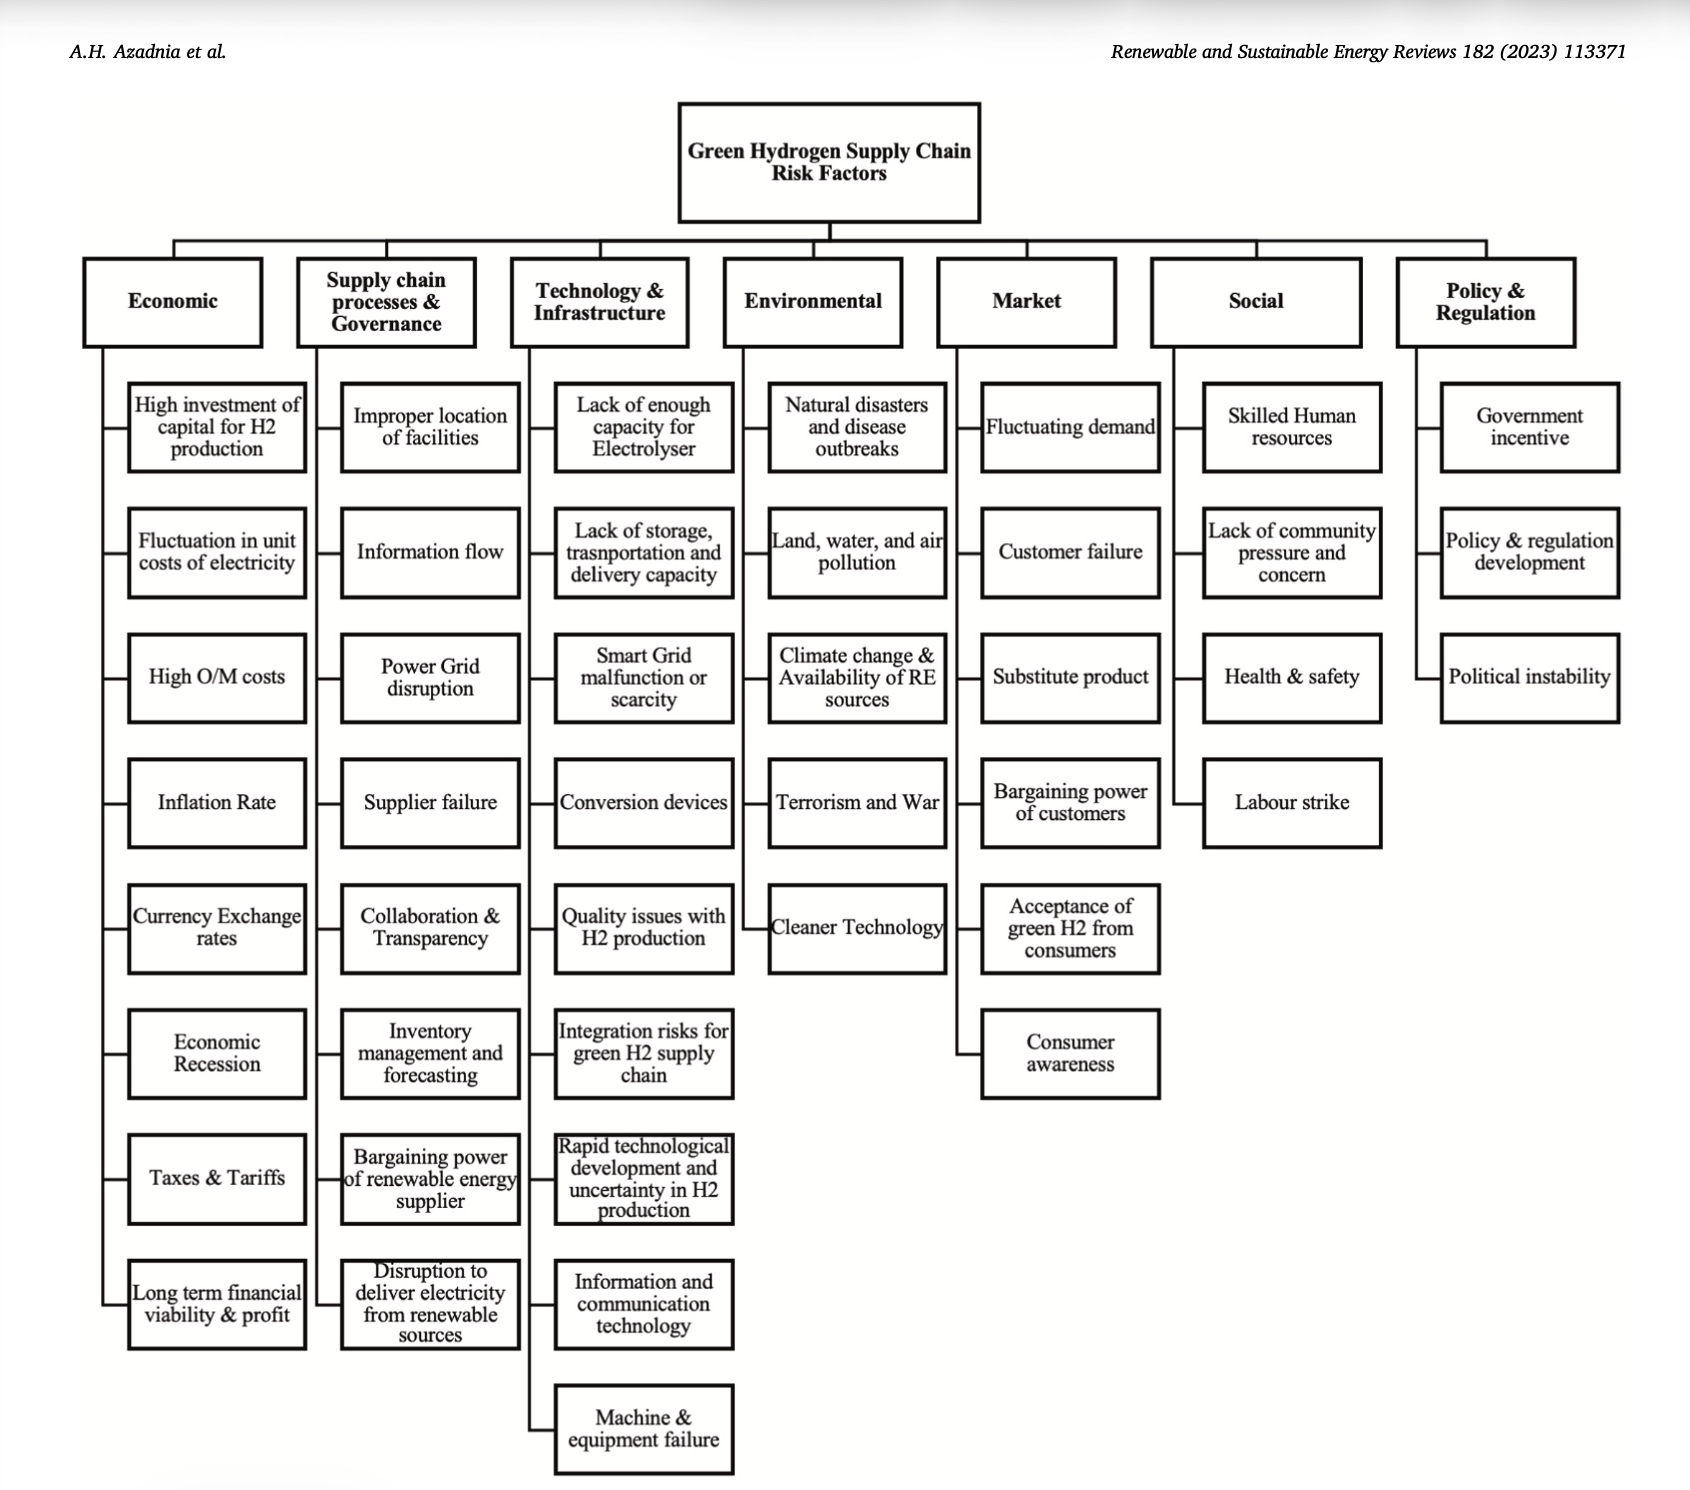 A.H. Azadnia et al.
Renewable and Sustainable Energy Reviews 182 (2023) 113371
Green Hydrogen Supply Chain
Risk Factors
Economic
High investment of
capital for H2
production
Fluctuation in unit
costs of electricity
High O/M costs
Inflation Rate
Currency Exchange
rates
Economic
Recession
Taxes & Tariffs
Long term financial
viability & profit
Supply chain
processes &
Governance
Improper location
of facilities
Information flow
Power Grid
disruption
Supplier failure
Collaboration &
Transparency
Inventory
management and
forecasting
Bargaining power
of renewable energy
supplier
Disruption to
deliver electricity
from renewable
sources
Technology &
Infrastructure
Lack of enough
capacity for
Electrolyser
Lack of storage,
trasnportation and
delivery capacity
Smart Grid
malfunction or
scarcity
Conversion devices
Quality issues with
H2 production
Integration risks for
green H2 supply
chain
Rapid technological
development and
uncertainty in H2
production
Information and
communication
technology
Machine &
equipment failure
Environmental
Natural disasters
and disease
outbreaks
Land, water, and air
pollution
Climate change &
Availability of RE
sources
Terrorism and War
Cleaner Technology
Market
Fluctuating demand
Customer failure
Substitute product
Bargaining power
of customers
Acceptance of
green H2 from
consumers
Consumer
awareness
Social
Skilled Human
resources
Lack of community
pressure and
concern
Health & safety
Labour strike
Policy &
Regulation
Government
incentive
Policy & regulation
development
Political instability